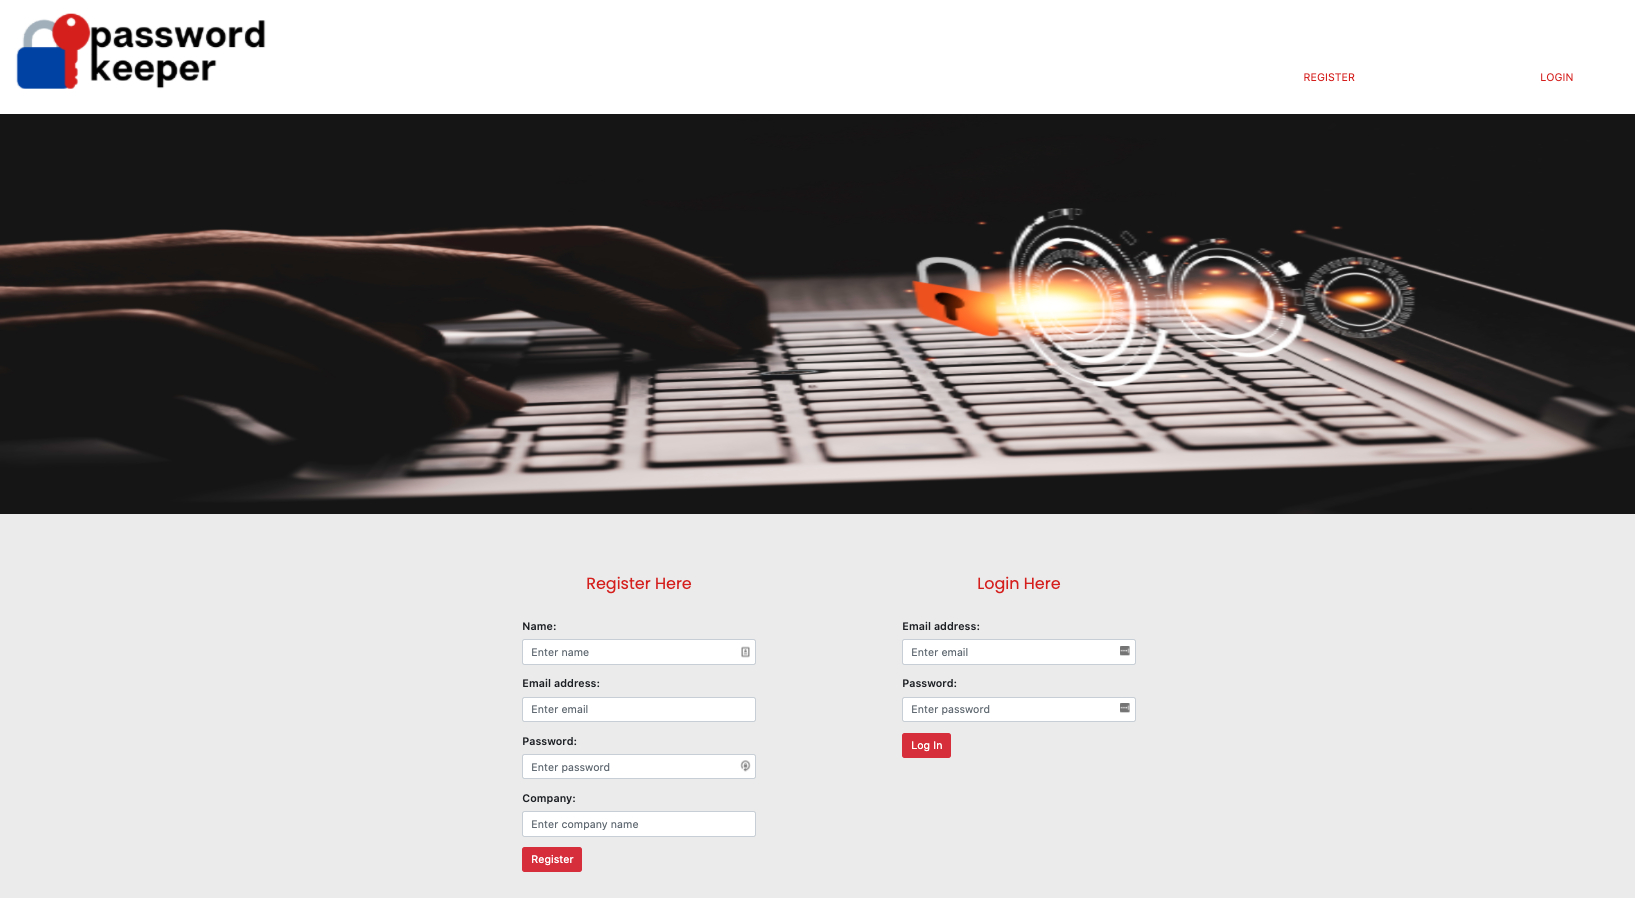 password
keeper
REGISTER
LOGIN
Register Here
Name:
Enter name
Email address:
Enter email
Password:
Enter password
Company:
Enter company name
Register
Login Here
Email address:
Enter email
Password:
Enter password
Log In